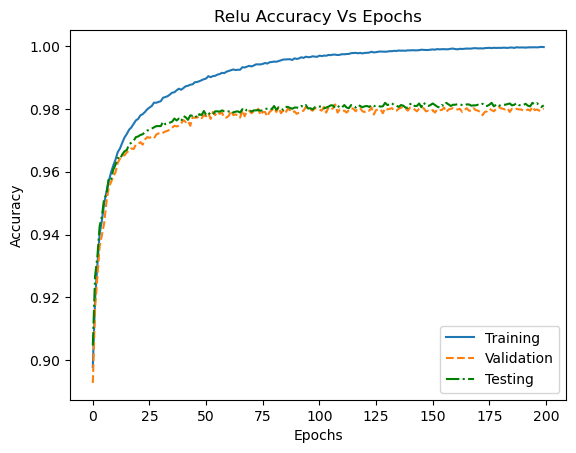 Relu Accuracy Vs Epochs
1.00
0.98
0.96
0.94
0.92
0.90
Accuracy
Training
Validation
Testing
0 25 50 75 100 125 150 175 200
Epochs